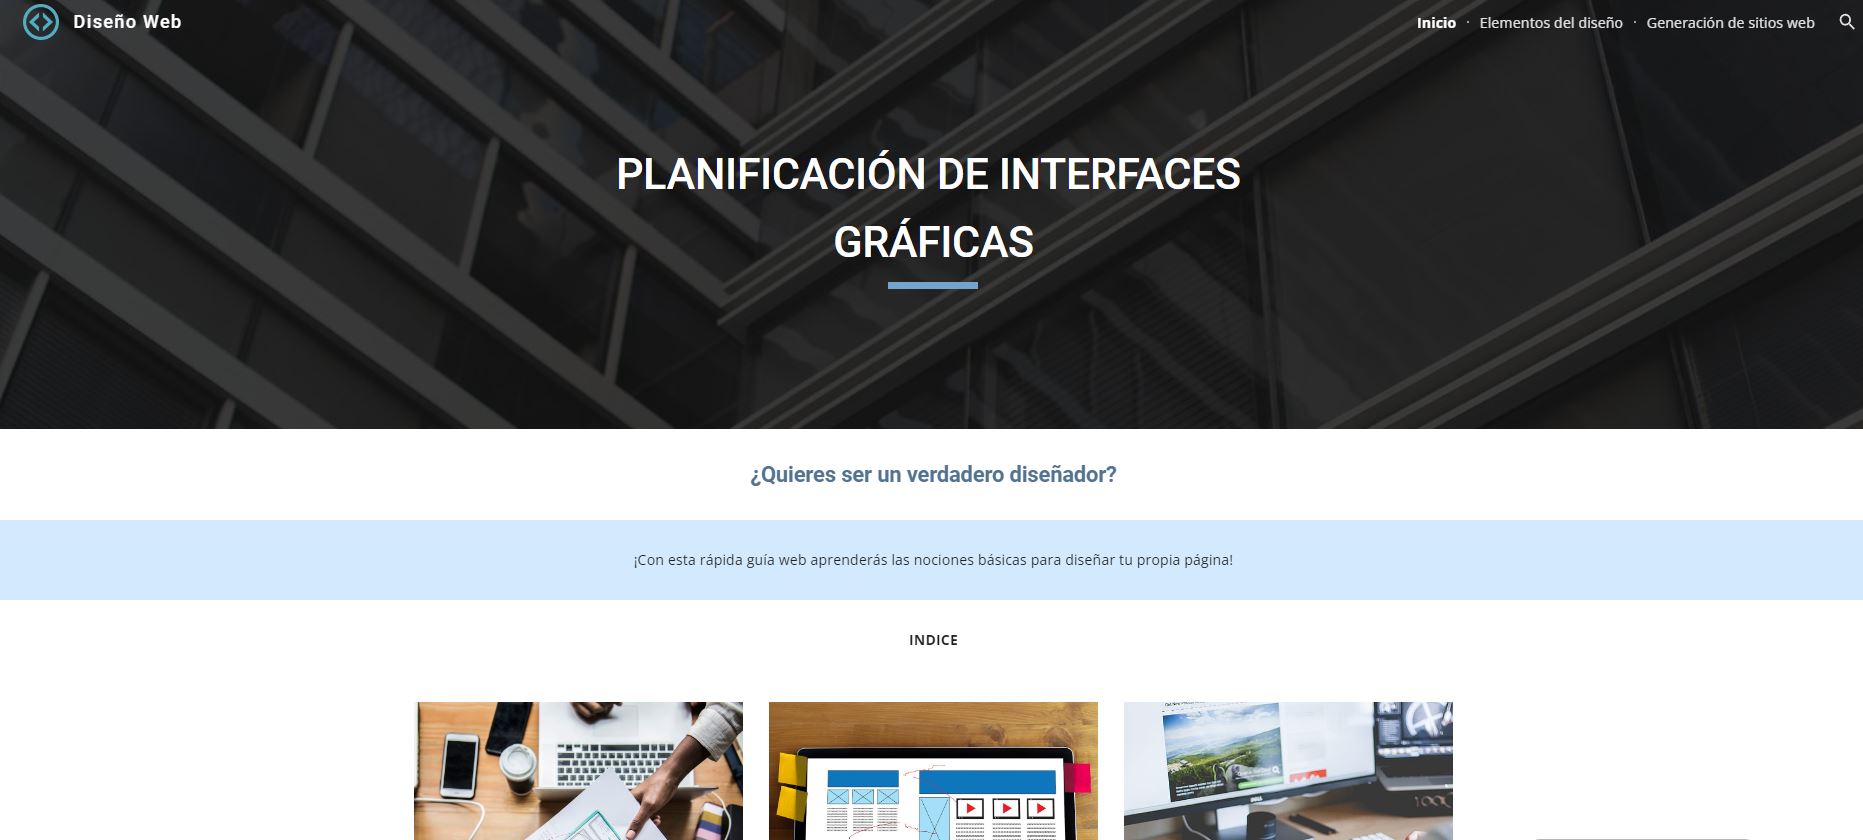 Diseño Web
Inicio · Elementos del diseño · Generación de sitios web
PLANIFICACIÓN DE INTERFACES
GRÁFICAS
¿Quieres ser un verdadero diseñador?
¡Con esta rápida guía web aprenderás las nociones básicas para diseñar tu propia página!
INDICE
DELL